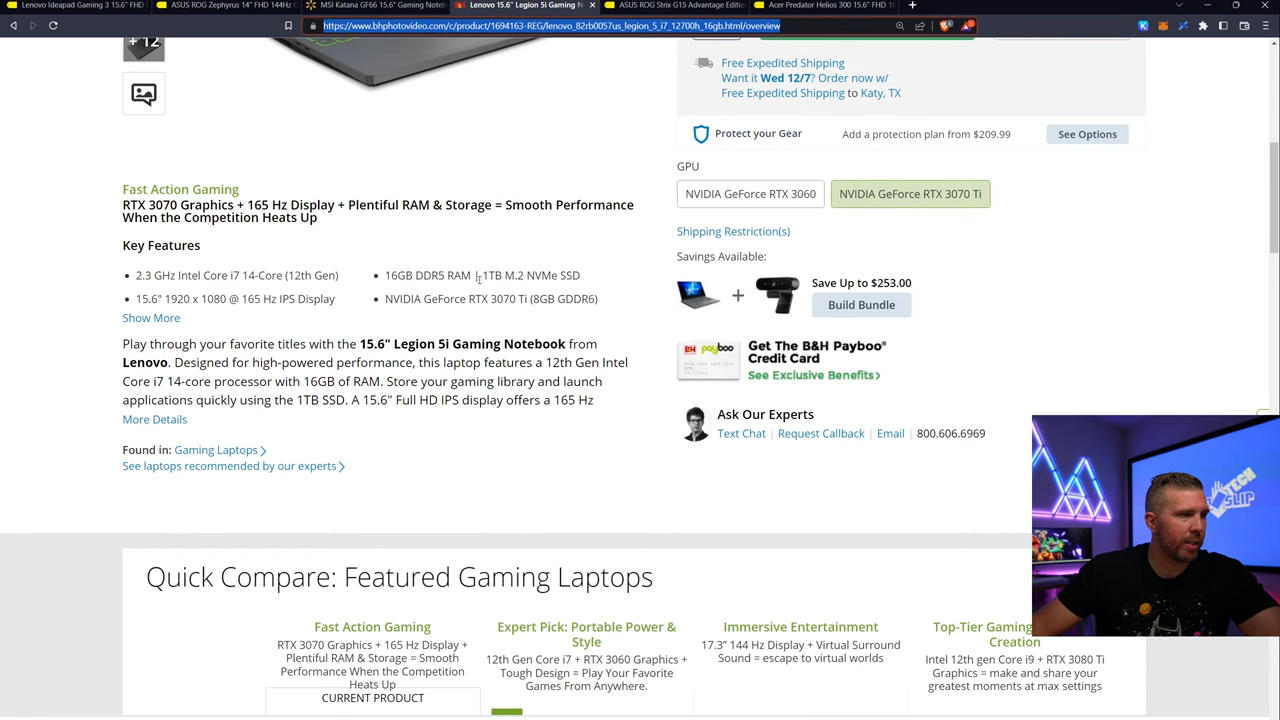 Lenovo Ideapad Gaming 3 15.6" FHD
ASUS ROG Zephyrus 14" FHD 144Hz G
MSI Katana GF66 15.6" Gaming Noteb
Lenovo 15.6" Legion 5i Gaming N
ASUS ROG Strix G15 Advantage Edition
Acer Predator Helios 300 15.6" FHD 16
https://www.bhphotovideo.com/c/product/1694163-REG/lenovo_82rb0057us_legion_5_i7_12700h_16gb.html/overview
+ 12
Free Expedited Shipping
Want it Wed 12/7? Order now w/
Free Expedited Shipping to Katy, TX
Protect your Gear
Add a protection plan from $209.99
See Options
GPU
NVIDIA GeForce RTX 3060
NVIDIA GeForce RTX 3070 Ti
Shipping Restriction(s)
Savings Available:
+
Save Up to $253.00
Build Bundle
BH payboo
Get The B&H Payboo®
Credit Card
See Exclusive Benefits
Ask Our Experts
Text Chat | Request Callback | Email | 800.606.6969
Fast Action Gaming
RTX 3070 Graphics + 165 Hz Display + Plentiful RAM & Storage = Smooth Performance
When the Competition Heats Up
Key Features
2.3 GHz Intel Core i7 14-Core (12th Gen)
16GB DDR5 RAM | 1TB M.2 NVMe SSD
15.6" 1920 x 1080 @ 165 Hz IPS Display
NVIDIA GeForce RTX 3070 Ti (8GB GDDR6)
Show More
Play through your favorite titles with the 15.6" Legion 5i Gaming Notebook from
Lenovo. Designed for high-powered performance, this laptop features a 12th Gen Intel
Core i7 14-core processor with 16GB of RAM. Store your gaming library and launch
applications quickly using the 1TB SSD. A 15.6" Full HD IPS display offers a 165 Hz
More Details
Found in: Gaming Laptops
See laptops recommended by our experts
TECH
SLIP
Quick Compare: Featured Gaming Laptops
Fast Action Gaming
RTX 3070 Graphics + 165 Hz Display +
Plentiful RAM & Storage = Smooth
Performance When the Competition
Heats Up
CURRENT PRODUCT
Expert Pick: Portable Power &
Style
12th Gen Core i7 + RTX 3060 Graphics +
Tough Design = Play Your Favorite
Games From Anywhere.
Immersive Entertainment
17.3" 144 Hz Display + Virtual Surround
Sound = escape to virtual worlds
Top-Tier Gaming
Creation
Intel 12th gen Core i9 + RTX 3080 Ti
Graphics = make and share your
greatest moments at max settings